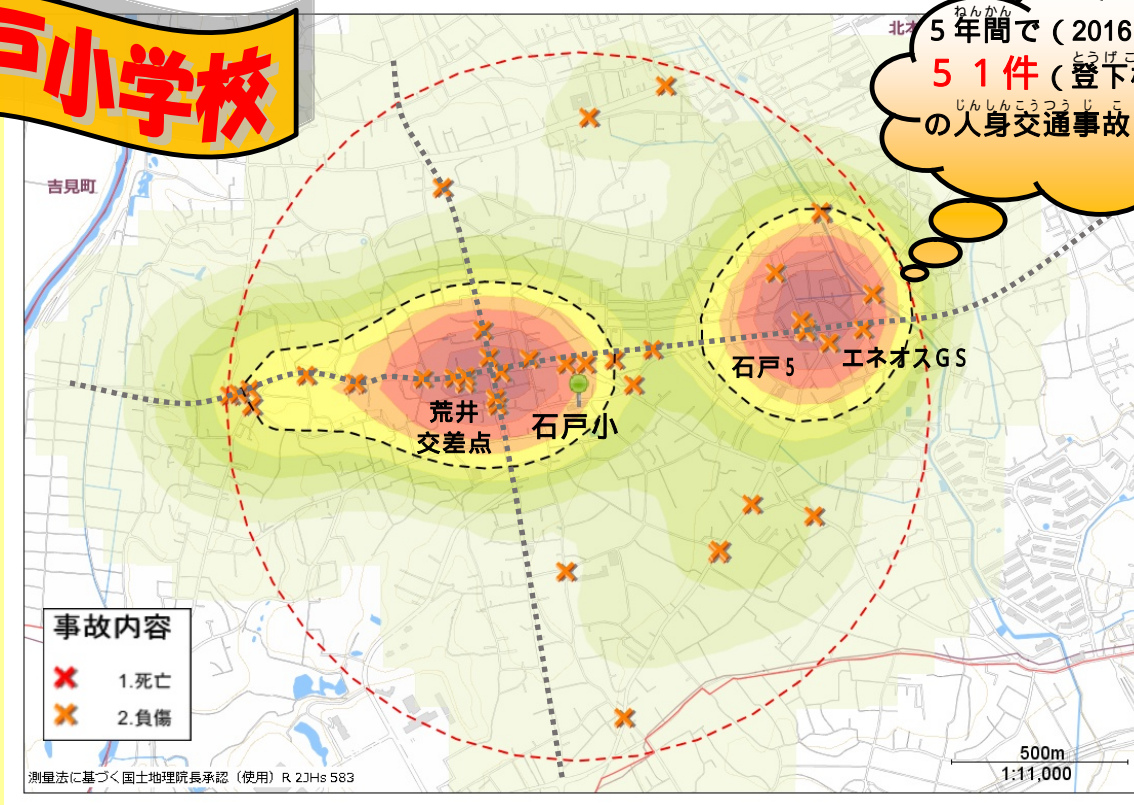 戸小学校
北本
ねんかん
5年間で（2016
とうげこ
51件（登下校
じんしんこうつうじこ
の人身交通事故
吉見町
石戸5
エネオスGS
荒井
交差点
石戸小
事故内容
1.死亡
2.負傷
測量法に基づく国土地理院長承認（使用）R 2JHs 583
500m
1:11,000